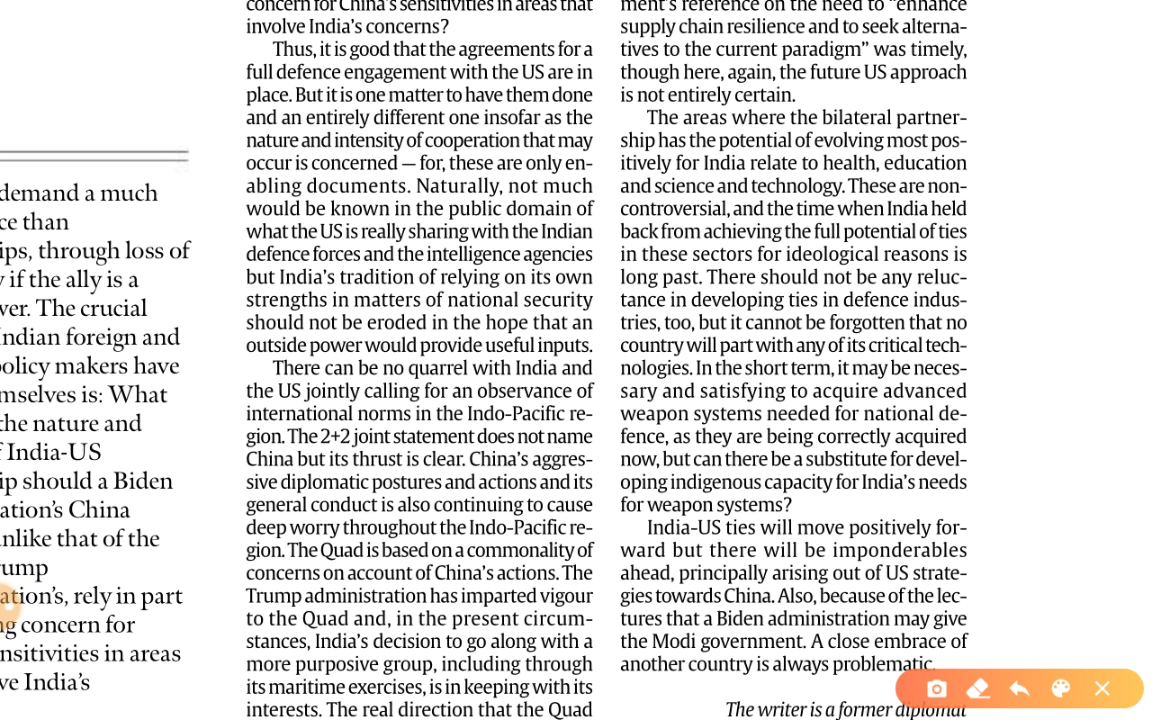 demand a much
ce than
ips, through loss of
if the ally is a
ver. The crucial
ndian foreign and
policy makers have
mselves is: What
the nature and
f India-US
ip should a Biden
ation's China
unlike that of the
rump
ation's, rely in part
ng concern for
nsitivities in areas
ve India's
concern for China's sensitivities in areas that
involve India's concerns?
Thus, it is good that the agreements for a
full defence engagement with the US are in
place. But it is one matter to have them done
and an entirely different one insofar as the
nature and intensity of cooperation that may
occur is concerned — for, these are only en-
abling documents. Naturally, not much
would be known in the public domain of
what the US is really sharing with the Indian
defence forces and the intelligence agencies
but India's tradition of relying on its own
strengths in matters of national security
should not be eroded in the hope that an
outside power would provide useful inputs.
There can be no quarrel with India and
the US jointly calling for an observance of
international norms in the Indo-Pacific re-
gion. The 2+2 joint statement does not name
China but its thrust is clear. China's aggres-
sive diplomatic postures and actions and its
general conduct is also continuing to cause
deep worry throughout the Indo-Pacific re-
gion. The Quad is based on a commonality of
concerns on account of China's actions. The
Trump administration has imparted vigour
to the Quad and, in the present circum-
stances, India's decision to go along with a
more purposive group, including through
its maritime exercises, is in keeping with its
interests. The real direction that the Quad
ment's reference on the need to "enhance
supply chain resilience and to seek alterna-
tives to the current paradigm" was timely,
though here, again, the future US approach
is not entirely certain.
The areas where the bilateral partner-
ship has the potential of evolving most pos-
itively for India relate to health, education
and science and technology. These are non-
controversial, and the time when India held
back from achieving the full potential of ties
in these sectors for ideological reasons is
long past. There should not be any reluc-
tance in developing ties in defence indus-
tries, too, but it cannot be forgotten that no
country will part with any of its critical tech-
nologies. In the short term, it may be neces-
sary and satisfying to acquire advanced
weapon systems needed for national de-
fence, as they are being correctly acquired
now, but can there be a substitute for devel-
oping indigenous capacity for India's needs
for weapon systems?
India-US ties will move positively for-
ward but there will be imponderables
ahead, principally arising out of US strate-
gies towards China. Also, because of the lec-
tures that a Biden administration may give
the Modi government. A close embrace of
another country is always problematic.
The writer is a former diplomat